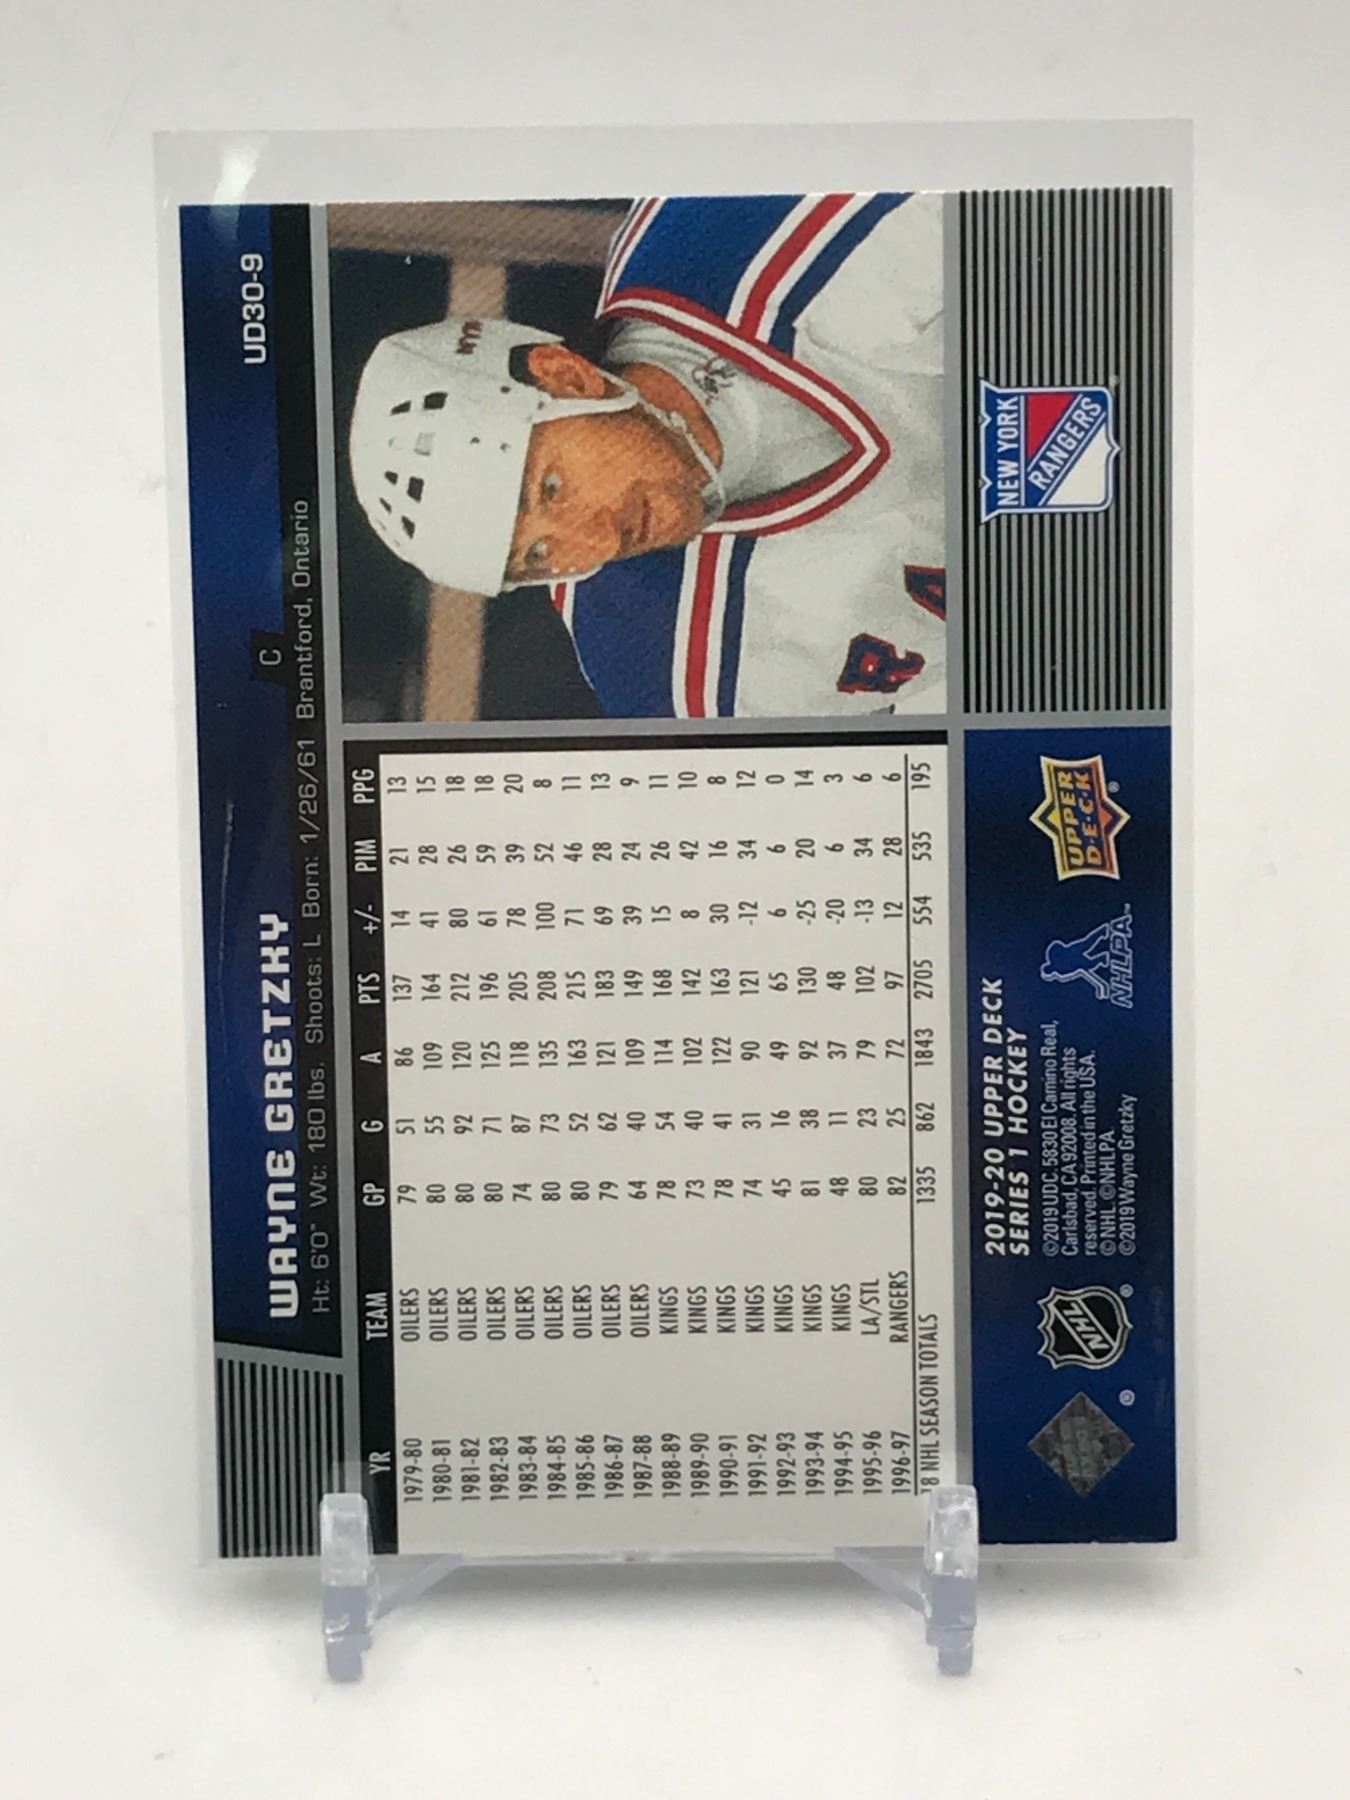 WAYNE GRETZKY C UD30-9
Ht: 6'0" Wt: 180 lbs. Shoots: L Born: 1/26/61 Brantford, Ontario
YR TEAM GP G A PTS +/- PIM PPG
1979-80 OILERS 79 51 86 137 14 21 13
1980-81 OILERS 80 55 109 164 41 28 15
1981-82 OILERS 80 92 120 212 80 26 18
1982-83 OILERS 80 71 125 196 61 59 18
1983-84 OILERS 74 87 118 205 78 39 20
1984-85 OILERS 80 73 135 208 100 52 8
1985-86 OILERS 80 52 163 215 71 46 11
1986-87 OILERS 79 62 121 183 69 28 13
1987-88 OILERS 64 40 109 149 39 24 9
1988-89 KINGS 78 54 114 168 15 26 11
1989-90 KINGS 73 40 102 142 8 42 10
1990-91 KINGS 78 41 122 163 30 16 8
1991-92 KINGS 74 31 90 121 -12 34 12
1992-93 KINGS 45 16 49 65 6 6 0
1993-94 KINGS 81 38 92 130 -25 20 14
1994-95 KINGS 48 11 37 48 -20 6 3
1995-96 LA/STL 80 23 79 102 -13 34 6
1996-97 RANGERS 82 25 72 97 12 28 6
18 NHL SEASON TOTALS 1335 862 1843 2705 554 535 195
NYR
RA
NEW YORK
RANGERS
NHL
2019-20 UPPER DECK
SERIES 1 HOCKEY
©2019 UDC. 5830 El Camino Real,
Carlsbad, CA 92008. All rights
reserved. Printed in the USA.
© NHL. © NHLPA.
©2019 Wayne Gretzky
NHLPA
UPPER
D·E·C·K